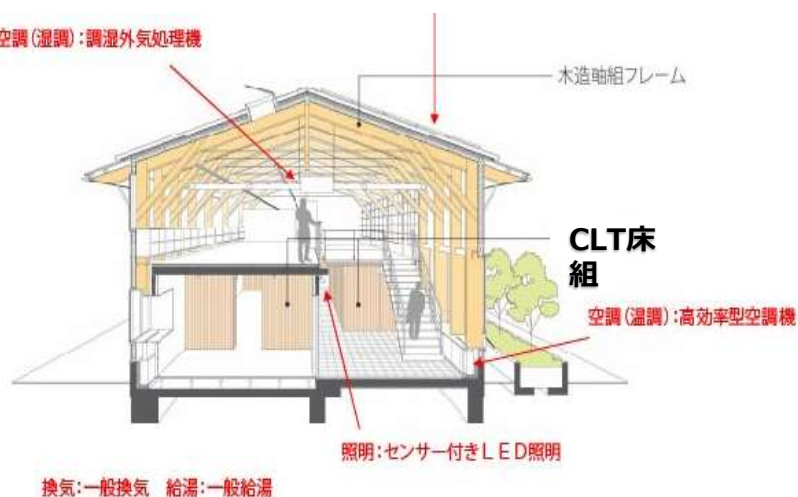 空調(湿調):調湿外気処理機
木造軸組フレーム
CLT床
組
空調(温調):高効率型空調機
照明:センサー付きLED照明
換気:一般換気 給湯:一般給湯